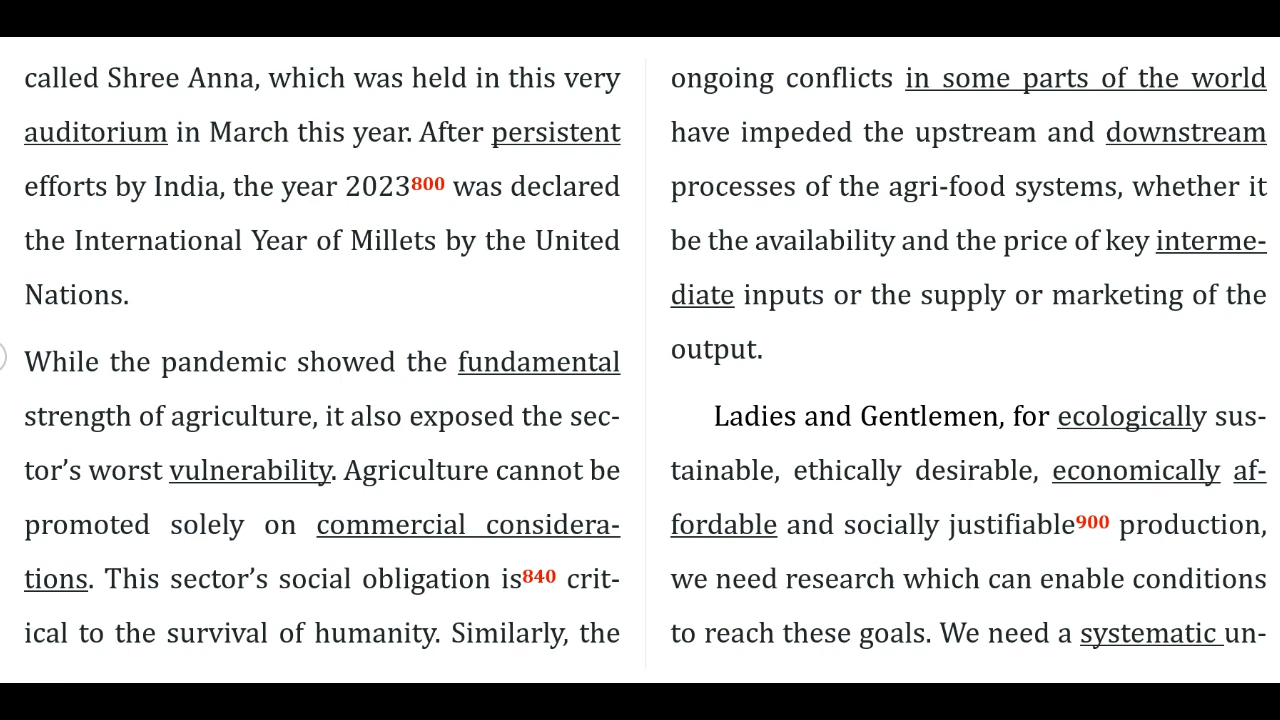 called Shree Anna, which was held in this very
auditorium in March this year. After persistent
efforts by India, the year 2023800 was declared
the International Year of Millets by the United
Nations.
While the pandemic showed the fundamental
strength of agriculture, it also exposed the sec-
tor’s worst vulnerability. Agriculture cannot be
promoted solely on commercial considera-
tions. This sector’s social obligation is840 crit-
ical to the survival of humanity. Similarly, the
ongoing conflicts in some parts of the world
have impeded the upstream and downstream
processes of the agri-food systems, whether it
be the availability and the price of key interme-
diate inputs or the supply or marketing of the
output.
Ladies and Gentlemen, for ecologically sus-
tainable, ethically desirable, economically af-
fordable and socially justifiable900 production,
we need research which can enable conditions
to reach these goals. We need a systematic un-